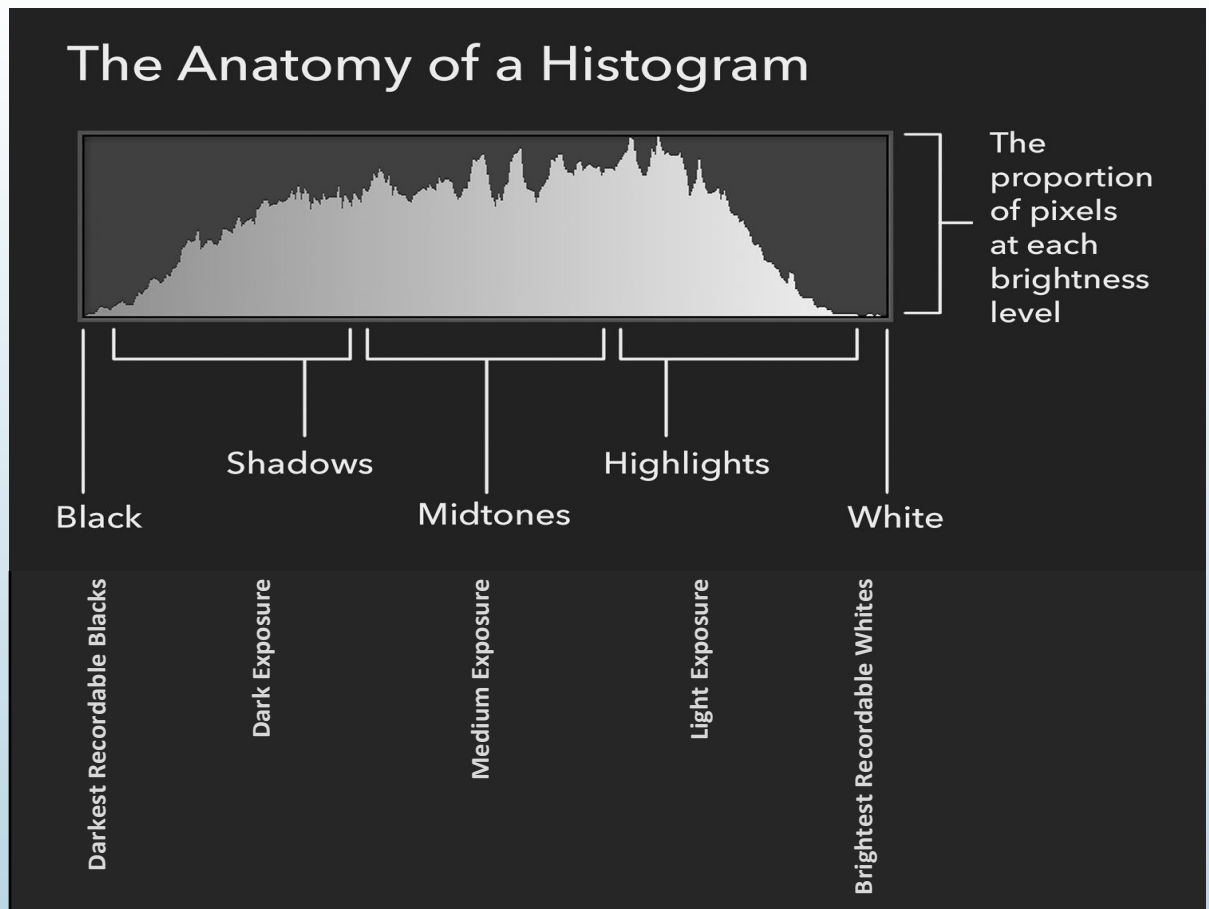 The Anatomy of a Histogram
The
proportion
of pixels
at each
brightness
level
Shadows
Highlights
Black
Midtones
White
Darkest Recordable Blacks
Dark Exposure
Medium Exposure
Light Exposure
Brightest Recordable Whites